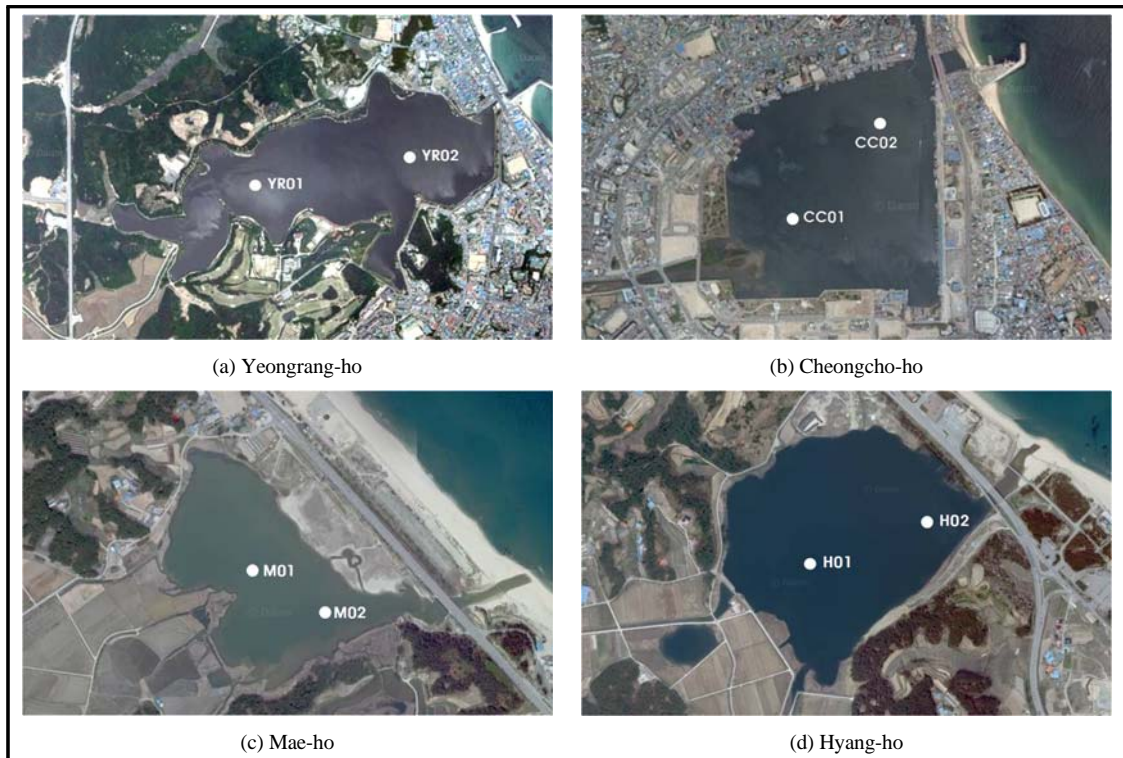 YR01
YR02
(a) Yeongrang-ho
CC02
CC01
(b) Cheongcho-ho
M01
M02
(c) Mae-ho
H02
H01
(d) Hyang-ho